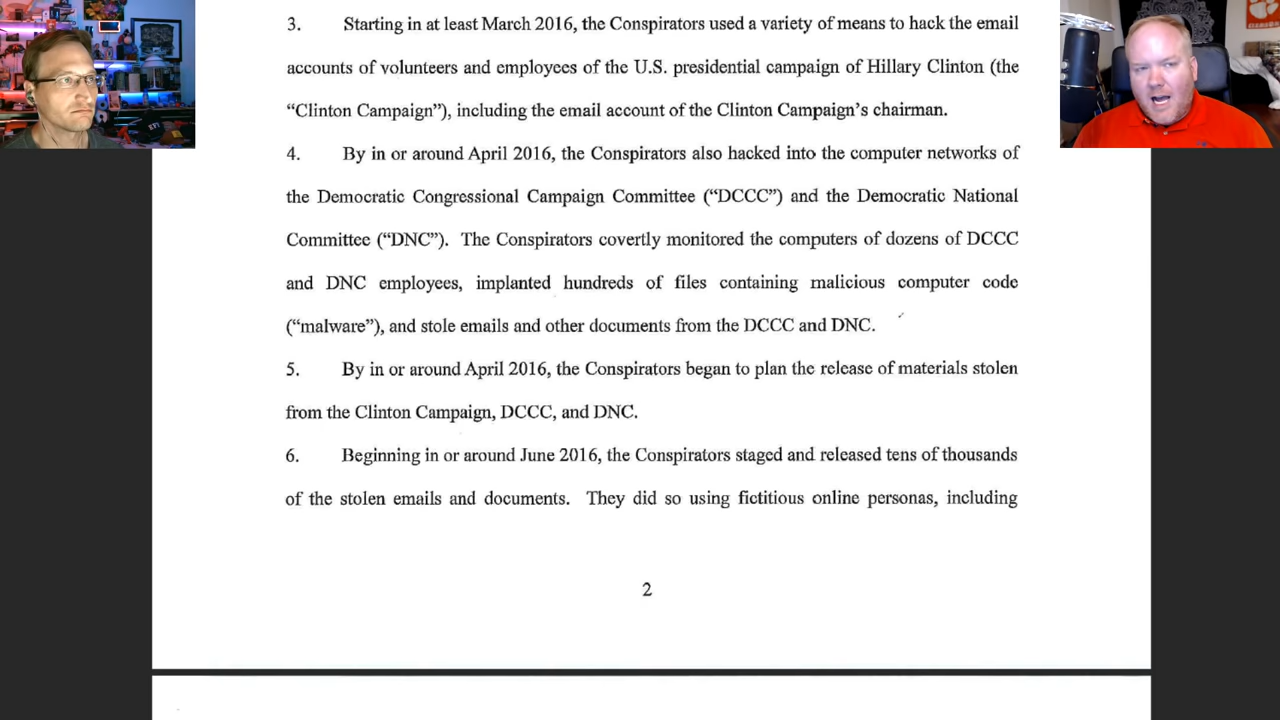 3. Starting in at least March 2016, the Conspirators used a variety of means to hack the email
accounts of volunteers and employees of the U.S. presidential campaign of Hillary Clinton (the
“Clinton Campaign”), including the email account of the Clinton Campaign’s chairman.
4. By in or around April 2016, the Conspirators also hacked into the computer networks of
the Democratic Congressional Campaign Committee (“DCCC”) and the Democratic National
Committee (“DNC”). The Conspirators covertly monitored the computers of dozens of DCCC
and DNC employees, implanted hundreds of files containing malicious computer code
(“malware”), and stole emails and other documents from the DCCC and DNC.
5. By in or around April 2016, the Conspirators began to plan the release of materials stolen
from the Clinton Campaign, DCCC, and DNC.
6. Beginning in or around June 2016, the Conspirators staged and released tens of thousands
of the stolen emails and documents. They did so using fictitious online personas, including
2